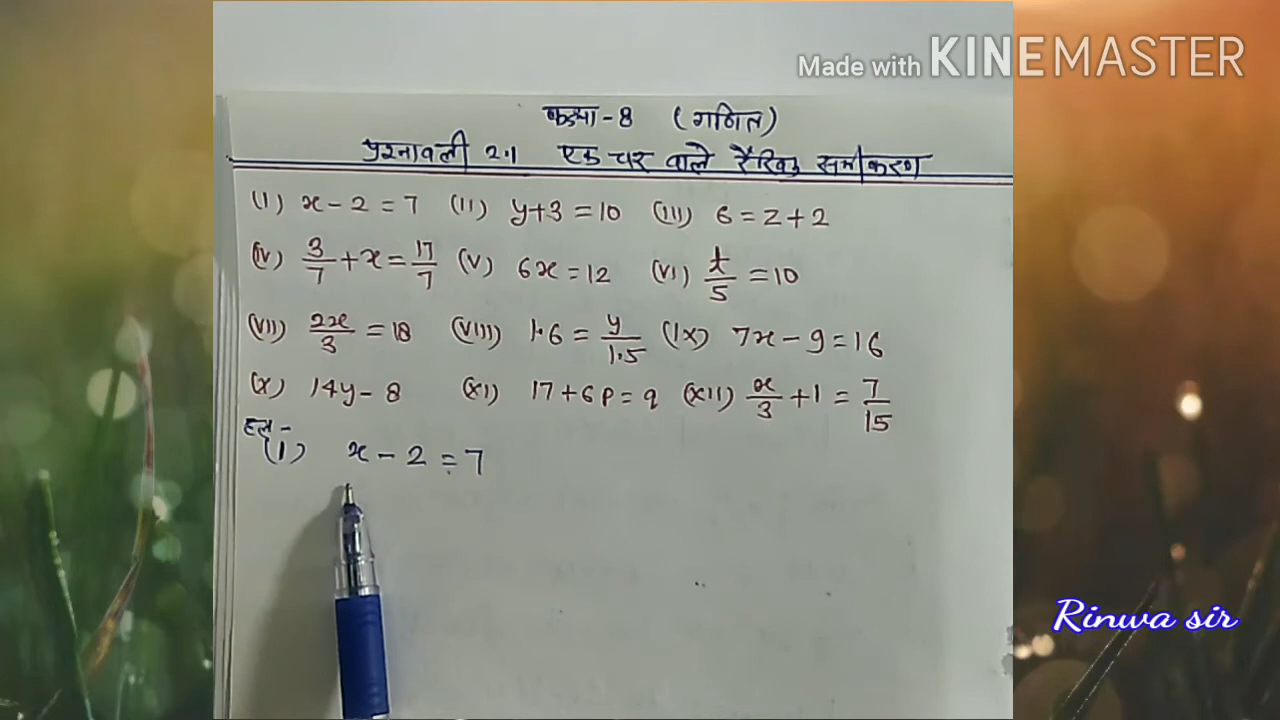 Made with KINEMASTER
कक्षा - 8 (गणित)
प्रश्नावली 2.1 एक चर वाले रैखिक समीकरण
(I) x - 2 = 7 (II) y+3 = 10 (III) 6 = z + 2
(IV) 3/7 + x = 17/7 (V) 6x = 12 (VI) t/5 = 10
(VII) 2x/3 = 18 (VIII) 1.6 = y/1.5 (IX) 7x - 9 = 16
(X) 14y - 8 (XI) 17 + 6p = 9 (XII) x/3 + 1 = 7/15
हल -
(I) x - 2 = 7
Rinwa sir